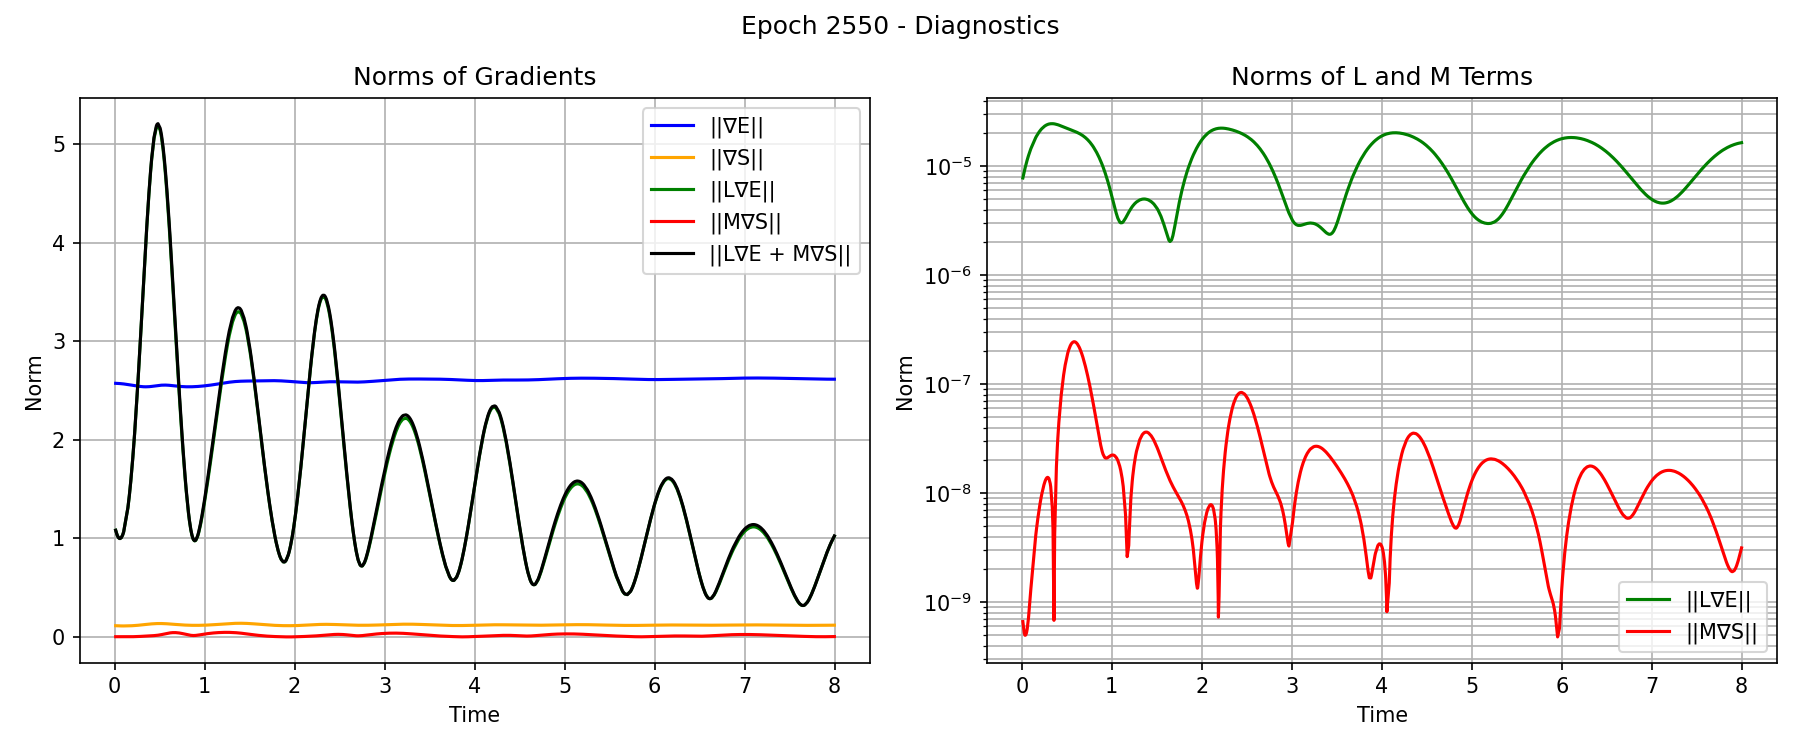 Epoch 2550 - Diagnostics
Norms of Gradients
Norm
5
4
3
2
1
0
||∇E||
||∇S||
||L∇E||
||M∇S||
||L∇E + M∇S||
0 1 2 3 4 5 6 7 8
Time
Norms of L and M Terms
Norm
10⁻⁵
10⁻⁶
10⁻⁷
10⁻⁸
10⁻⁹
||L∇E||
||M∇S||
0 1 2 3 4 5 6 7 8
Time